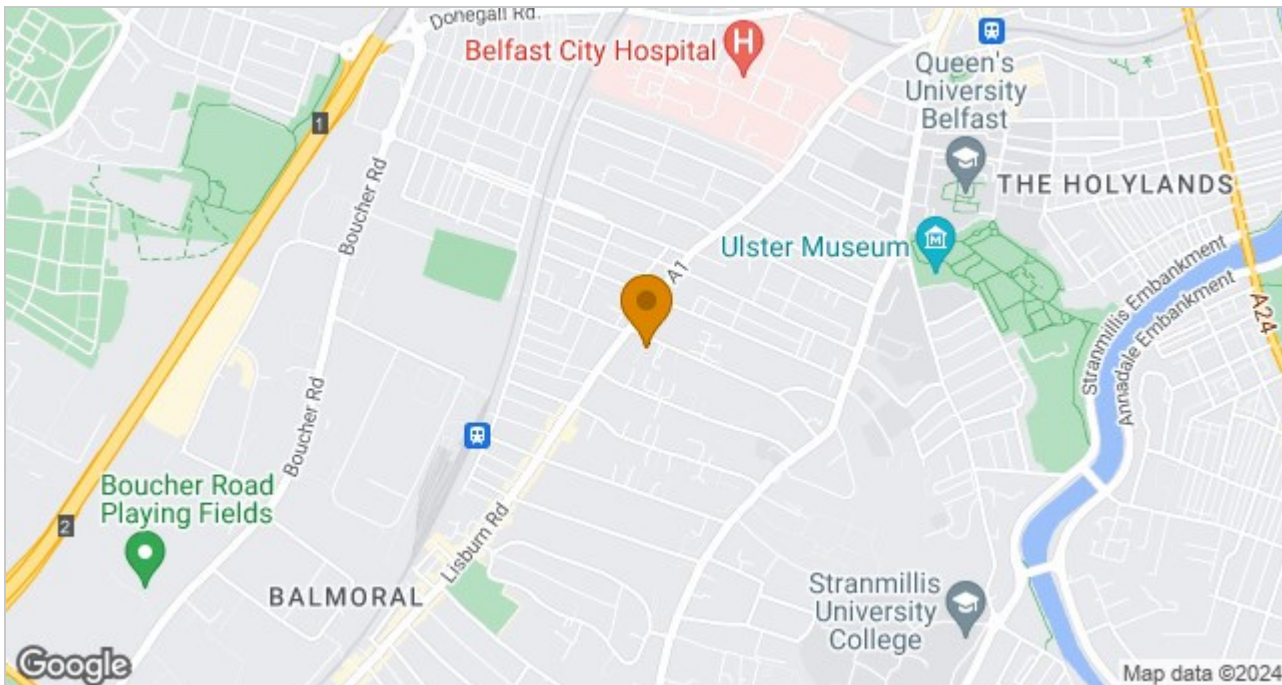 Donegall Rd.
Belfast City Hospital
H
Queen's
University
Belfast
1
Boucher Rd
THE HOLYLANDS
Ulster Museum
M
A1
Stranmillis Embankment
Annadale Embankment
A24
Boucher Rd
Boucher Road
Playing Fields
2
Lisburn Rd
BALMORAL
Stranmillis
University
College
Google
Map data ©2024